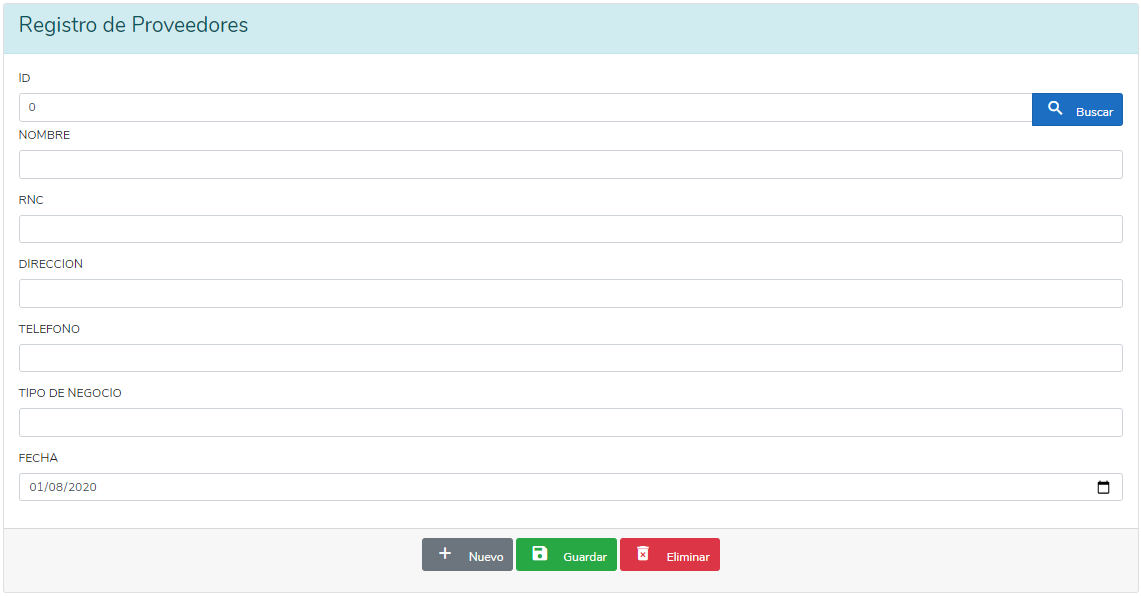 Registro de Proveedores
ID
0
Buscar
NOMBRE
RNC
DIRECCION
TELEFONO
TIPO DE NEGOCIO
FECHA
01/08/2020
Nuevo Guardar Eliminar